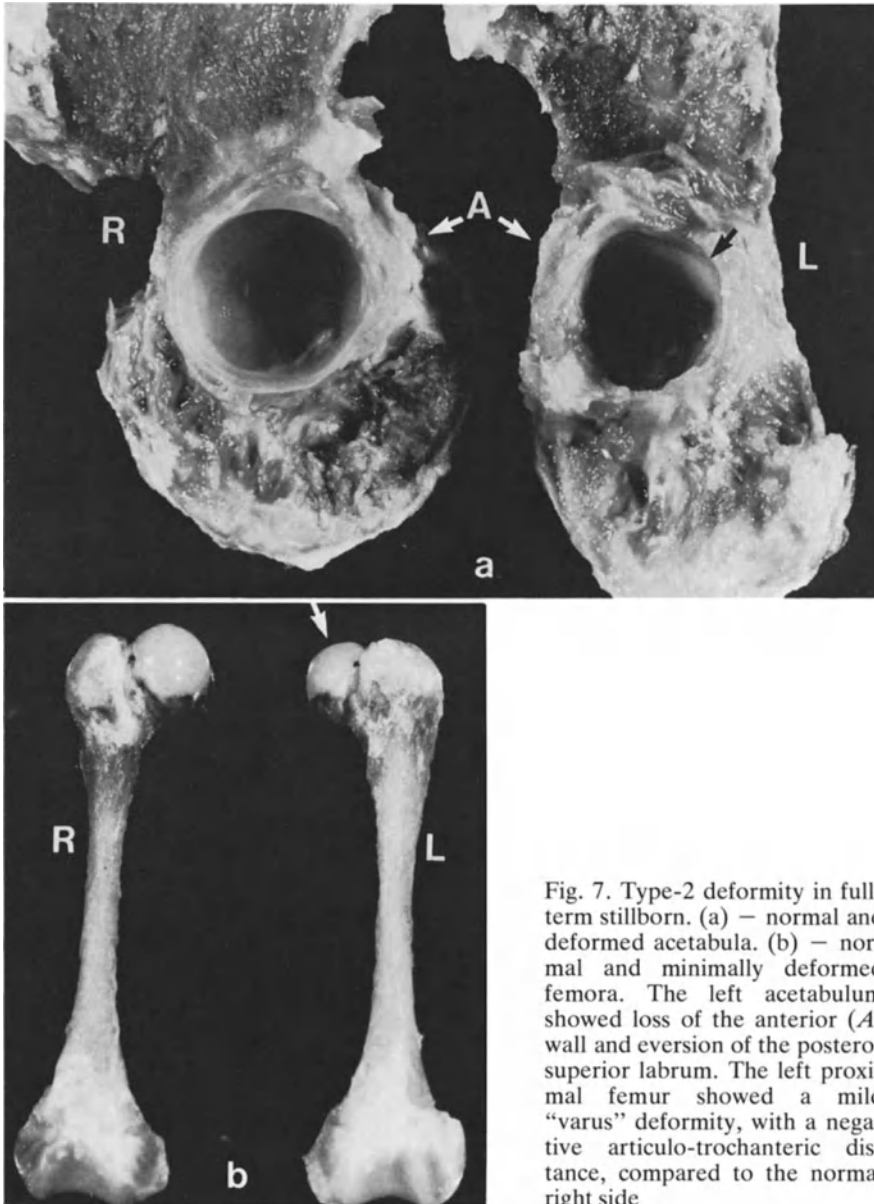 R
A
L
a
R
L
b
Fig. 7. Type-2 deformity in full
term stillborn. (a) — normal and
deformed acetabula. (b) — nor
mal and minimally deformed
femora. The left acetabulum
showed loss of the anterior (A
wall and eversion of the postero
superior labrum. The left proxi
mal femur showed a mild
“varus” deformity, with a nega
tive articulo-trochanteric dis
tance, compared to the normal
right side